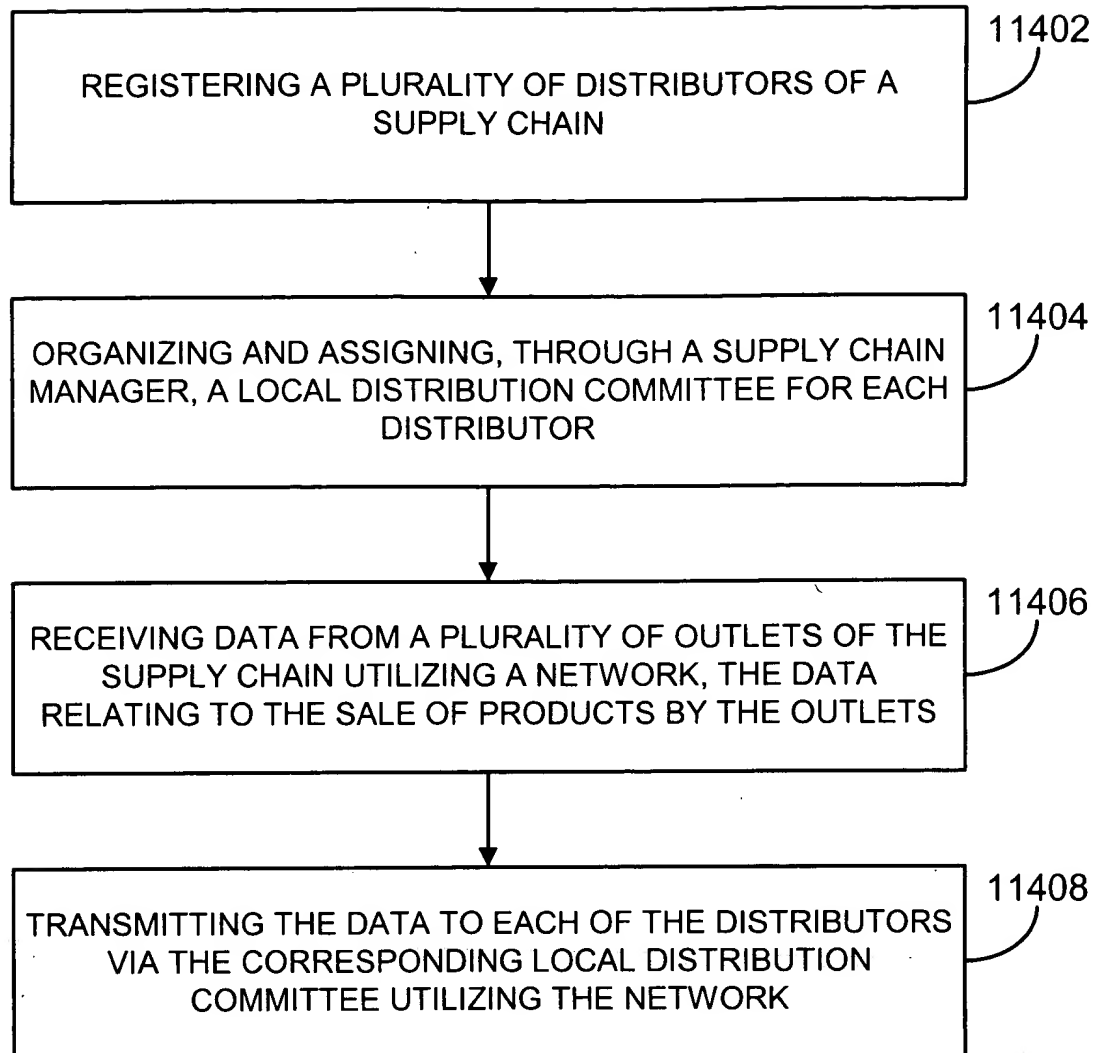 11402
REGISTERING A PLURALITY OF DISTRIBUTORS OF A
SUPPLY CHAIN
11404
ORGANIZING AND ASSIGNING, THROUGH A SUPPLY CHAIN
MANAGER, A LOCAL DISTRIBUTION COMMITTEE FOR EACH
DISTRIBUTOR
11406
RECEIVING DATA FROM A PLURALITY OF OUTLETS OF THE
SUPPLY CHAIN UTILIZING A NETWORK, THE DATA
RELATING TO THE SALE OF PRODUCTS BY THE OUTLETS
11408
TRANSMITTING THE DATA TO EACH OF THE DISTRIBUTORS
VIA THE CORRESPONDING LOCAL DISTRIBUTION
COMMITTEE UTILIZING THE NETWORK